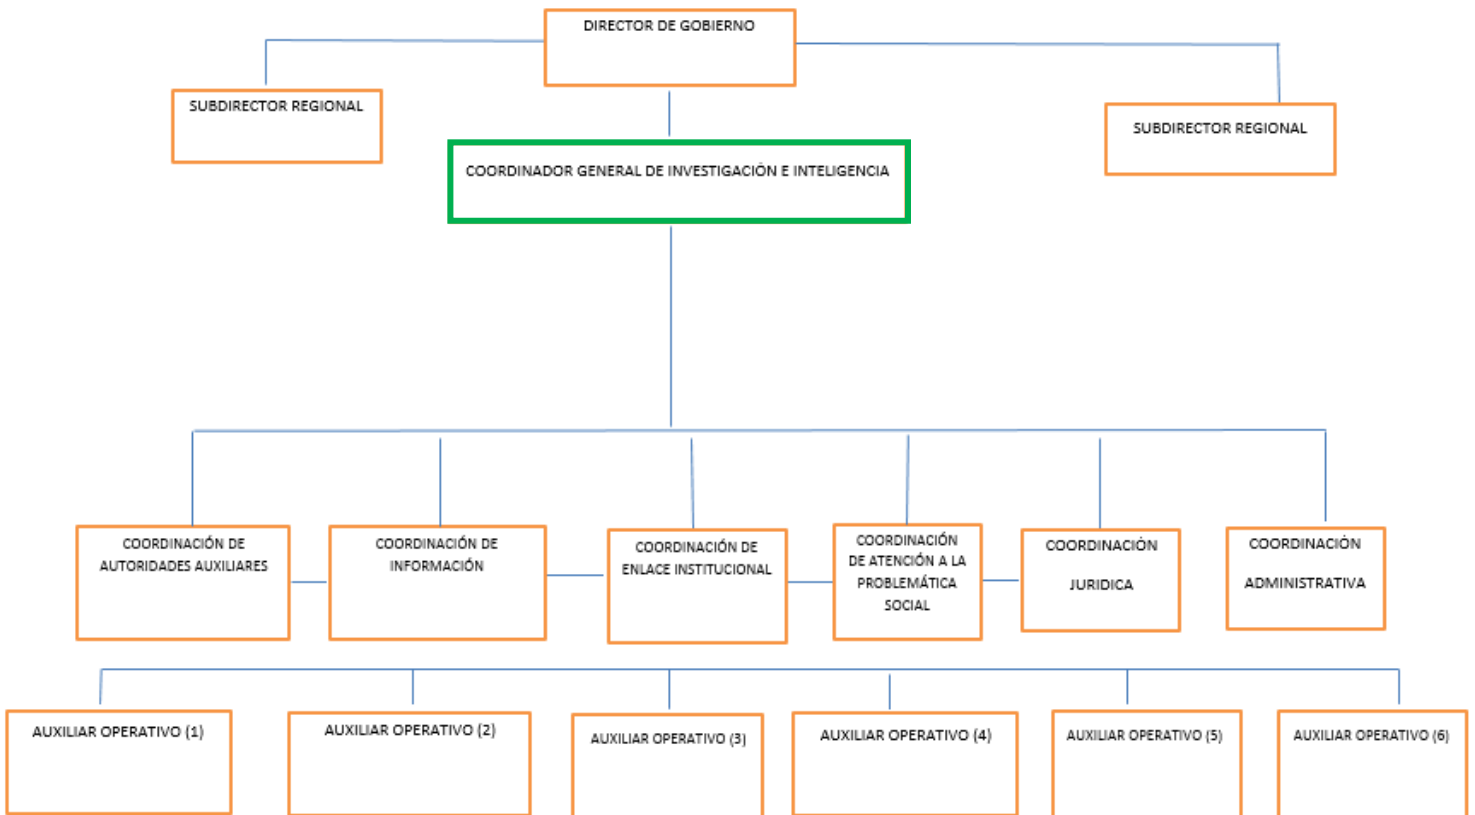 DIRECTOR DE GOBIERNO
SUBDIRECTOR REGIONAL
SUBDIRECTOR REGIONAL
COORDINADOR GENERAL DE INVESTIGACIÓN E INTELIGENCIA
COORDINACIÓN DE
AUTORIDADES AUXILIARES
COORDINACIÓN DE
INFORMACIÓN
COORDINACIÓN DE
ENLACE INSTITUCIONAL
COORDINACIÓN
DE ATENCIÓN A LA
PROBLEMÁTICA
SOCIAL
COORDINACIÓN
JURIDICA
COORDINACIÓN
ADMINISTRATIVA
AUXILIAR OPERATIVO (1)
AUXILIAR OPERATIVO (2)
AUXILIAR OPERATIVO (3)
AUXILIAR OPERATIVO (4)
AUXILIAR OPERATIVO (5)
AUXILIAR OPERATIVO (6)